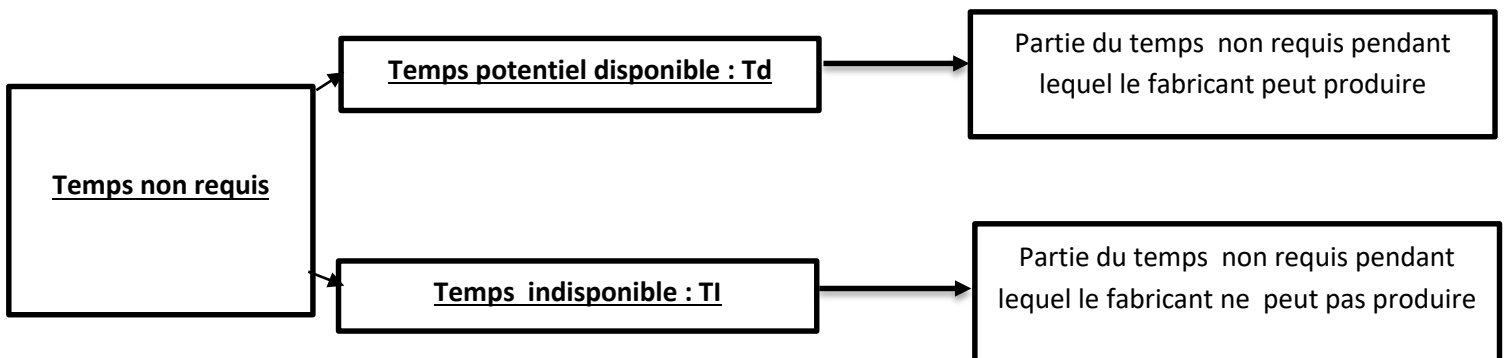 Temps non requis
Temps potentiel disponible : Td
Partie du temps non requis pendant
lequel le fabricant peut produire
Temps indisponible : TI
Partie du temps non requis pendant
lequel le fabricant ne peut pas produire